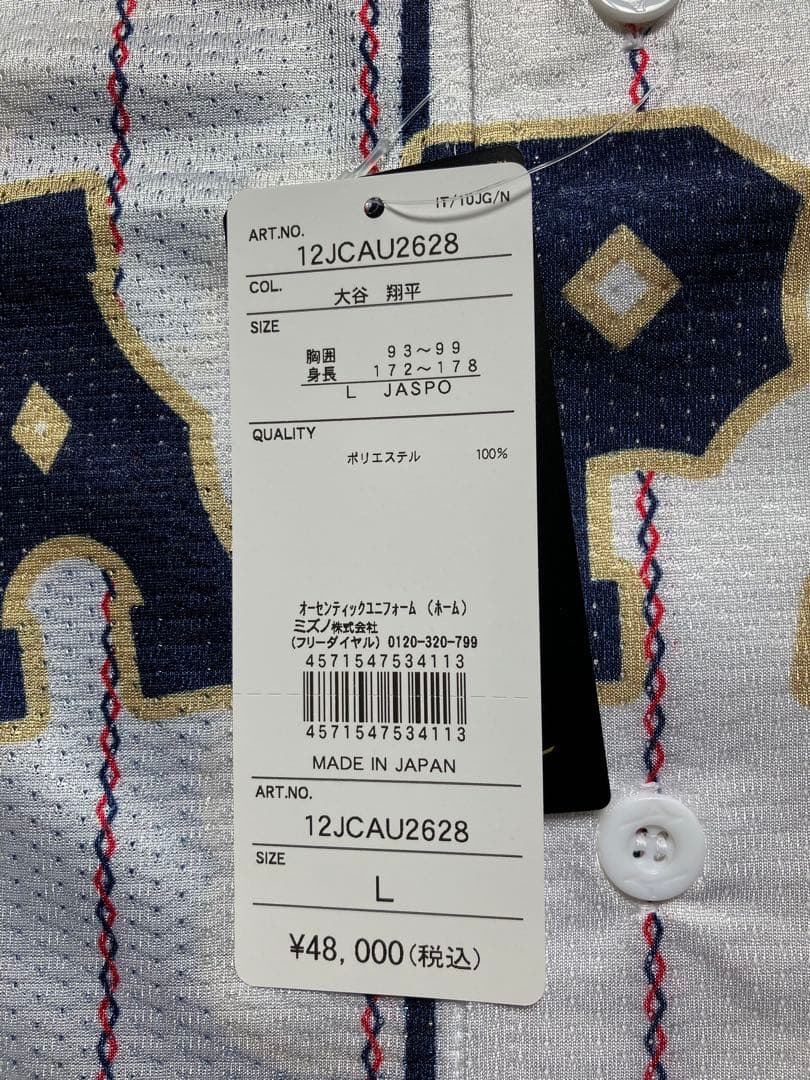 IT/10JG/N
ART.NO.
12JCAU2628
COL.
大谷 翔平
SIZE
胸囲 93～99
身長 172～178
L JASPO
QUALITY
ポリエステル 100%
オーセンティックユニフォーム (ホーム)
ミズノ株式会社
(フリーダイヤル) 0120-320-799
4571547534113
4571547534113
MADE IN JAPAN
ART.NO.
12JCAU2628
SIZE
L
¥48,000(税込)